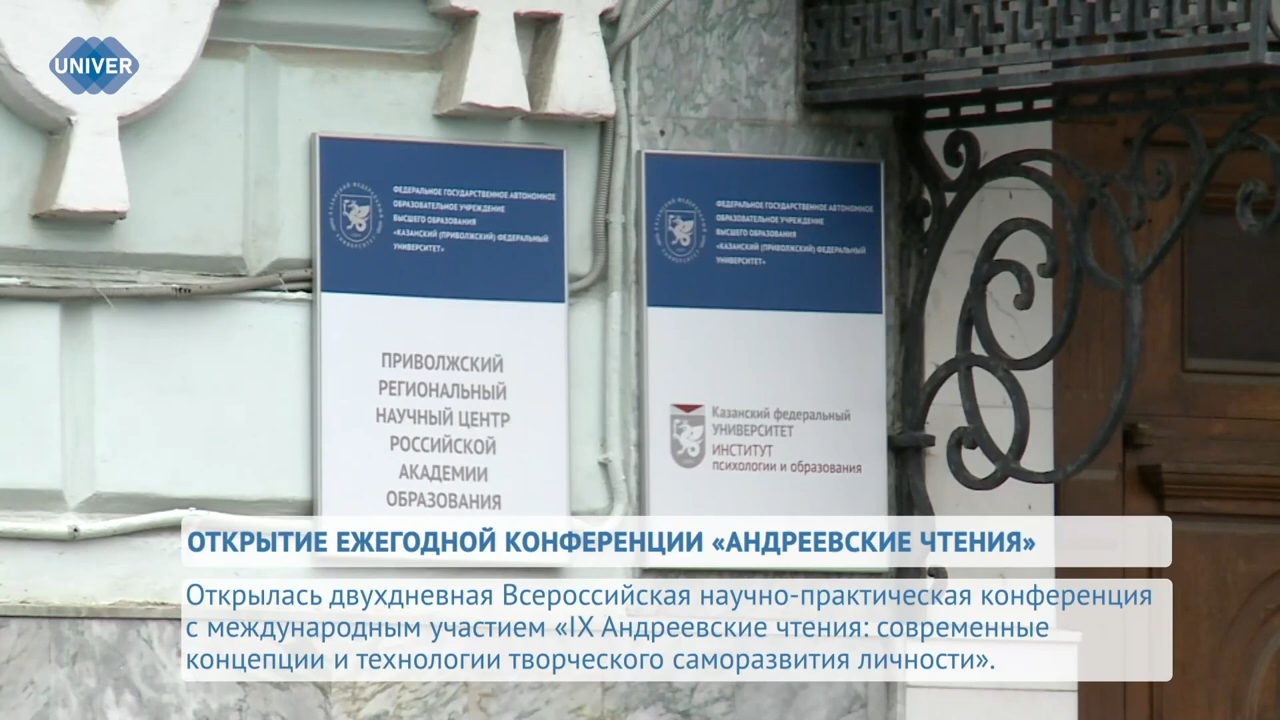 UNIVER
ФЕДЕРАЛЬНОЕ ГОСУДАРСТВЕННОЕ АВТОНОМНОЕ
ОБРАЗОВАТЕЛЬНОЕ УЧРЕЖДЕНИЕ
ВЫСШЕГО ОБРАЗОВАНИЯ
«КАЗАНСКИЙ (ПРИВОЛЖСКИЙ) ФЕДЕРАЛЬНЫЙ
УНИВЕРСИТЕТ»
ПРИВОЛЖСКИЙ
РЕГИОНАЛЬНЫЙ
НАУЧНЫЙ ЦЕНТР
РОССИЙСКОЙ
АКАДЕМИИ
ОБРАЗОВАНИЯ
ФЕДЕРАЛЬНОЕ ГОСУДАРСТВЕННОЕ АВТОНОМНОЕ
ОБРАЗОВАТЕЛЬНОЕ УЧРЕЖДЕНИЕ
ВЫСШЕГО ОБРАЗОВАНИЯ
«КАЗАНСКИЙ (ПРИВОЛЖСКИЙ) ФЕДЕРАЛЬНЫЙ
УНИВЕРСИТЕТ»
Казанский федеральный
УНИВЕРСИТЕТ
ИНСТИТУТ
психологии и образования
ОТКРЫТИЕ ЕЖЕГОДНОЙ КОНФЕРЕНЦИИ «АНДРЕЕВСКИЕ ЧТЕНИЯ»
Открылась двухдневная Всероссийская научно-практическая конференция
с международным участием «IX Андреевские чтения: современные
концепции и технологии творческого саморазвития личности».